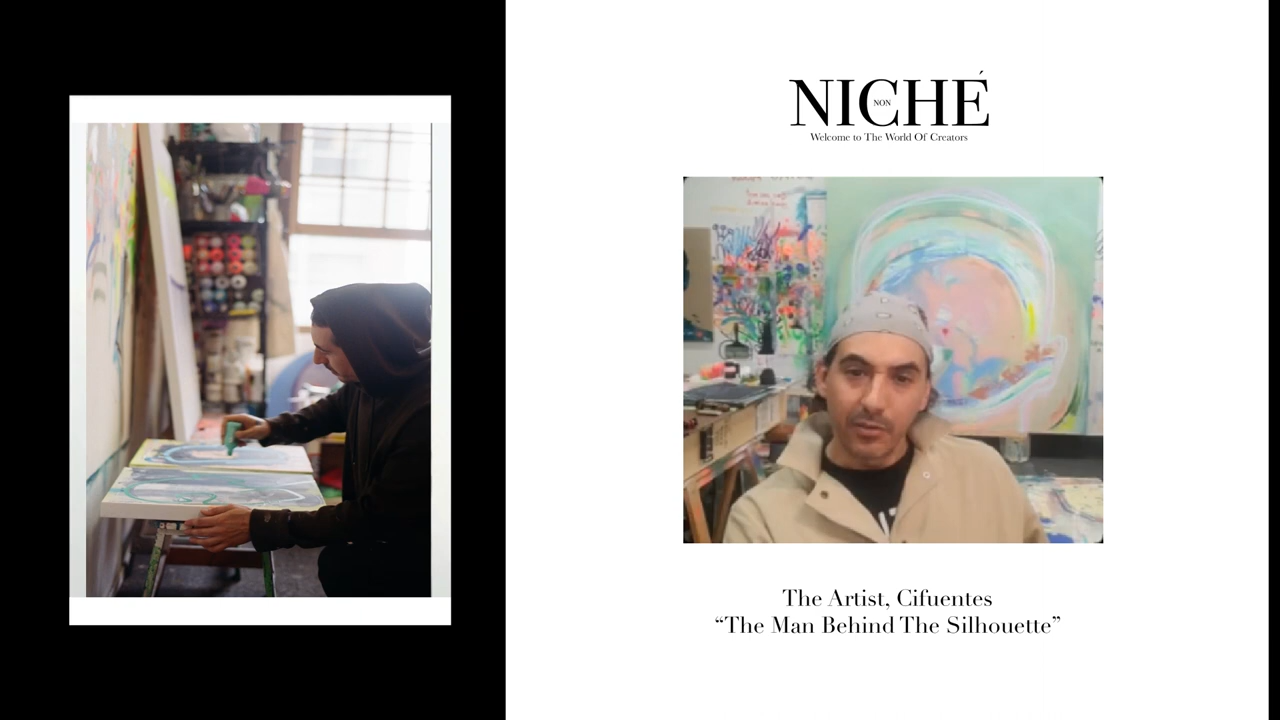 NICHÉ
NON
Welcome to The World Of Creators
The Artist, Cifuentes
“The Man Behind The Silhouette”